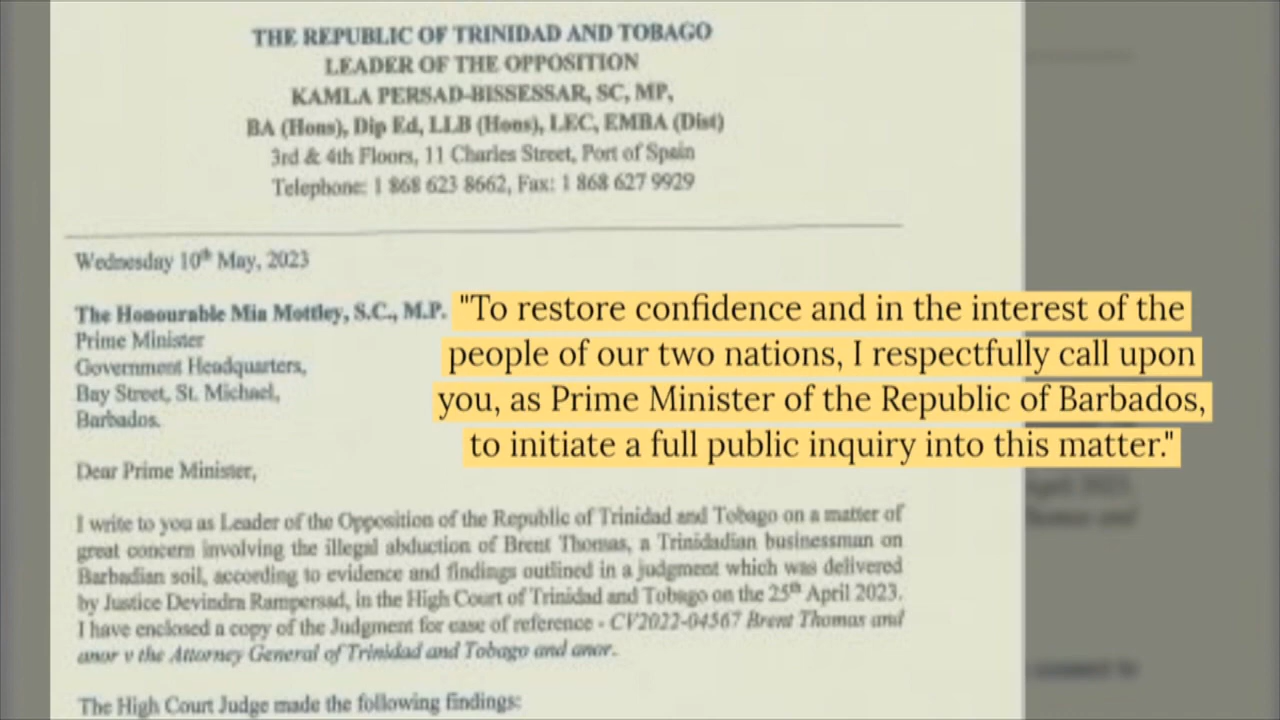 THE REPUBLIC OF TRINIDAD AND TOBAGO
LEADER OF THE OPPOSITION
KAMLA PERSAD-BISSESSAR, SC, MP,
BA (Hons), Dip Ed, LLB (Hons), LEC, EMBA (Dist)
3rd & 4th Floors, 11 Charles Street, Port of Spain
Telephone: 1 868 623 8662, Fax: 1 868 627 9929
Wednesday 10th May, 2023
The Honourable Mia Mottley, S.C., M.P.
Prime Minister
Government Headquarters,
Bay Street, St. Michael,
Barbados.
"To restore confidence and in the interest of the
people of our two nations, I respectfully call upon
you, as Prime Minister of the Republic of Barbados,
to initiate a full public inquiry into this matter."
Dear Prime Minister,
I write to you as Leader of the Opposition of the Republic of Trinidad and Tobago on a matter of
great concern involving the illegal abduction of Brent Thomas, a Trinidadian businessman on
Barbadian soil, according to evidence and findings outlined in a judgment which was delivered
by Justice Devindra Rampersad, in the High Court of Trinidad and Tobago on the 25th April 2023.
I have enclosed a copy of the Judgment for ease of reference - CV2022-04567 Brent Thomas and
anor v the Attorney General of Trinidad and Tobago and anor.
The High Court Judge made the following findings: